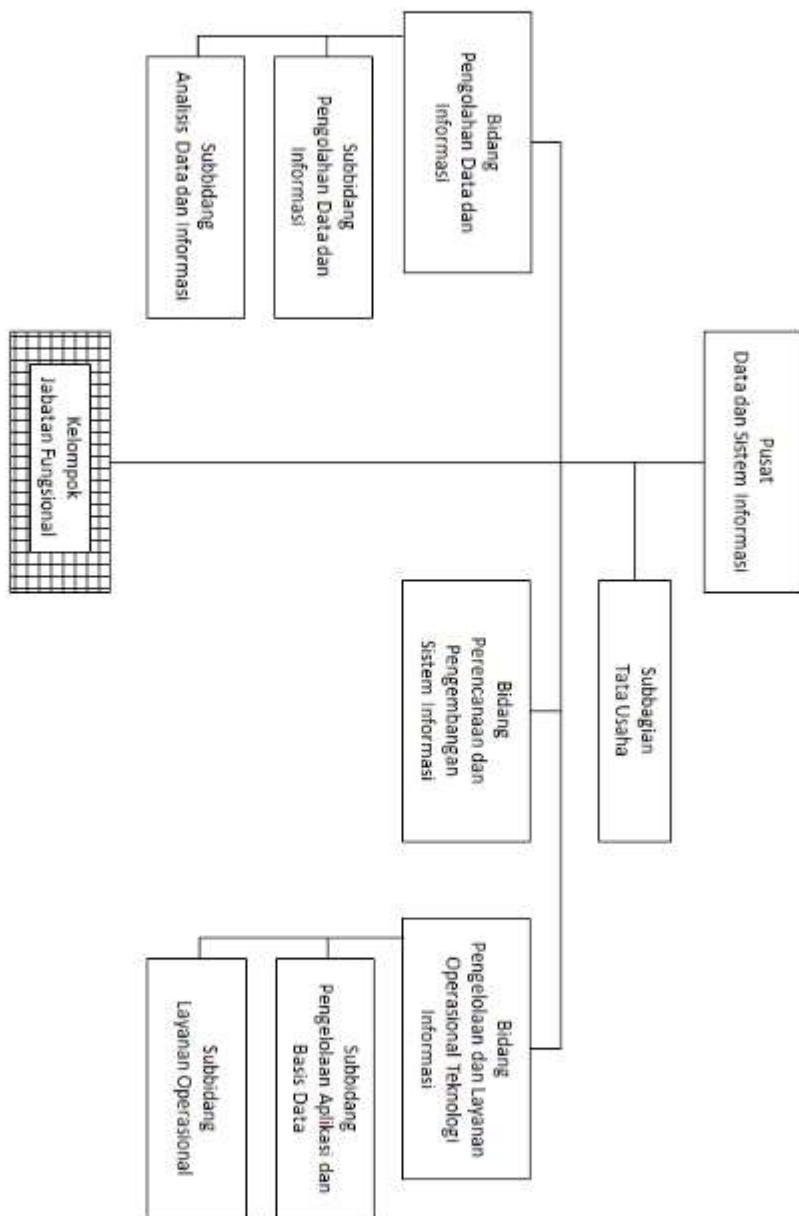 Pusat
Data dan Sistem Informasi
Subbagian
Tata Usaha
Bidang
Pengolahan Data dan
Informasi
Bidang
Perencanaan dan
Pengembangan
Sistem Informasi
Bidang
Pengelolaan dan Layanan
Operasional Teknologi
Informasi
Subbidang
Pengolahan Data dan
Informasi
Subbidang
Pengelolaan Aplikasi dan
Basis Data
Subbidang
Analisis Data dan Informasi
Subbidang
Layanan Operasional
Kelompok
Jabatan Fungsional